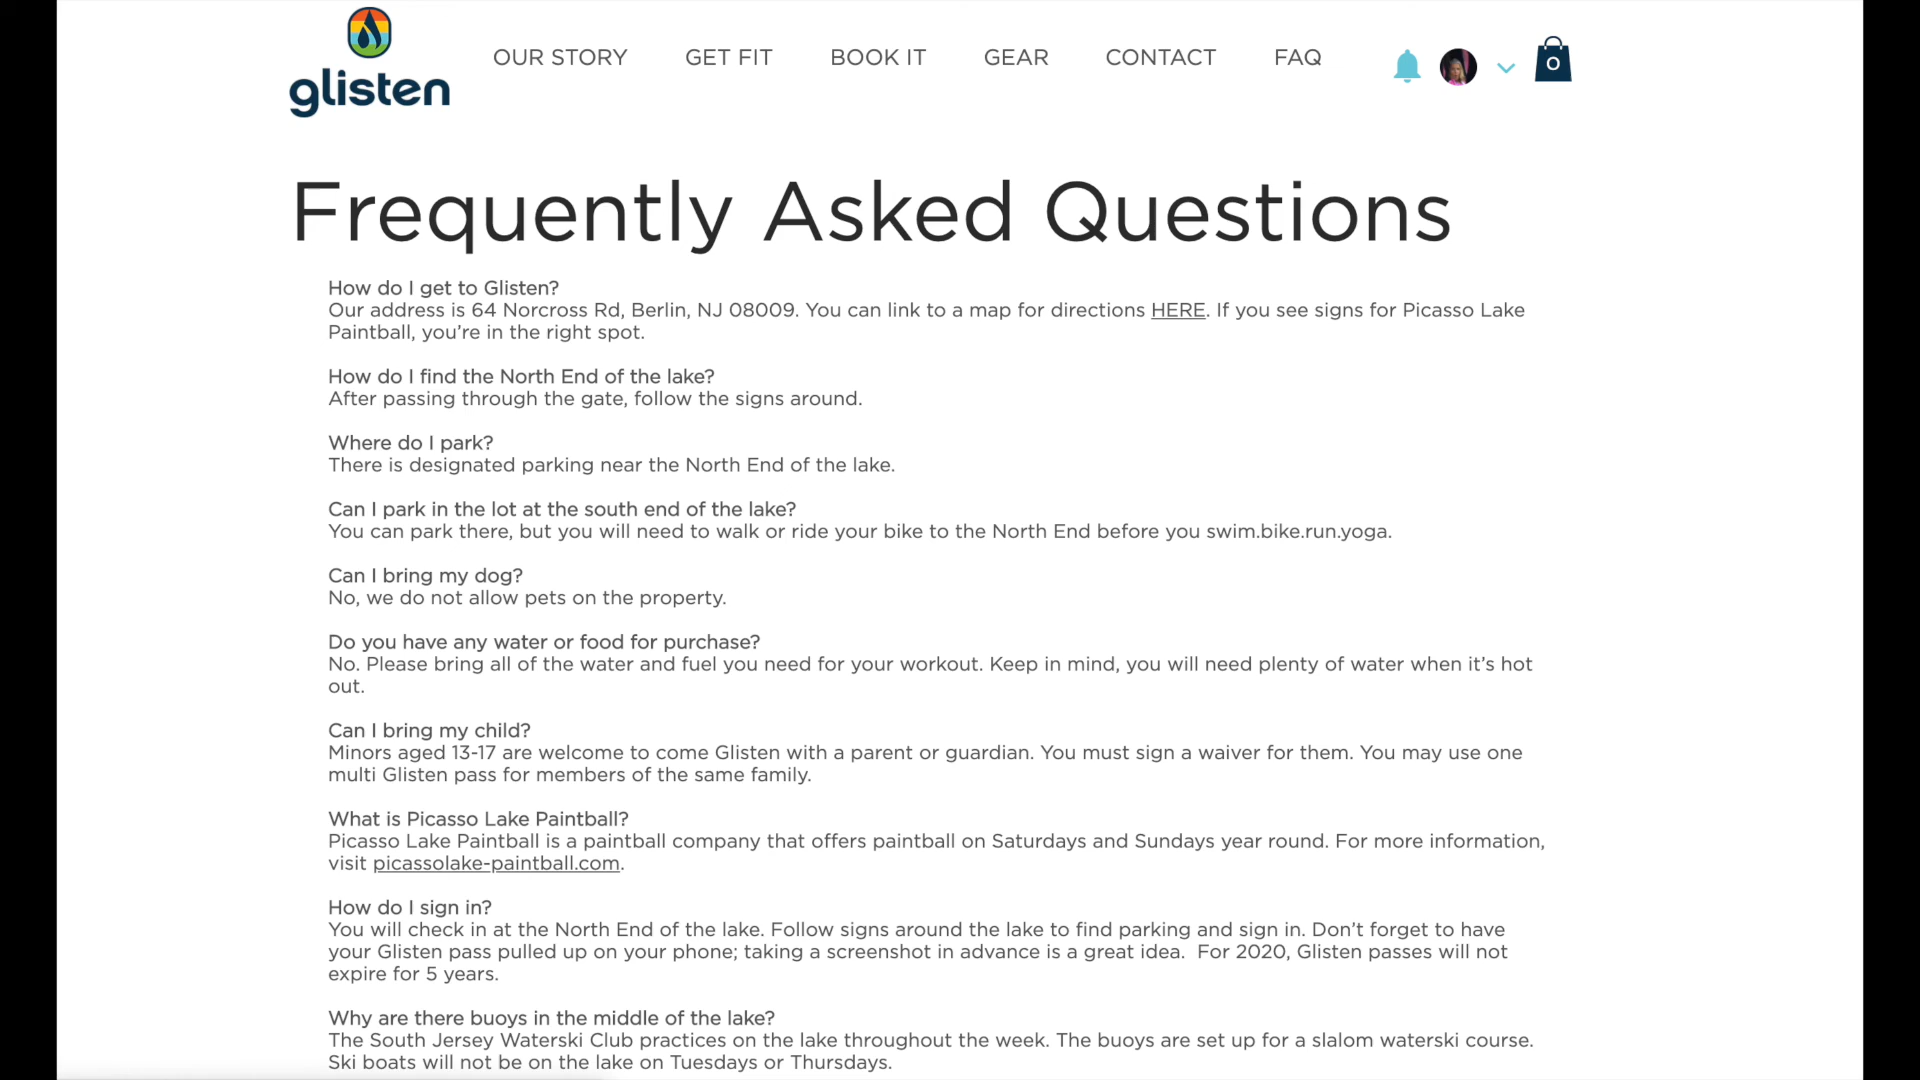 glisten
OUR STORY
GET FIT
BOOK IT
GEAR
CONTACT
FAQ
0
Frequently Asked Questions
How do I get to Glisten?
Our address is 64 Norcross Rd, Berlin, NJ 08009. You can link to a map for directions HERE. If you see signs for Picasso Lake
Paintball, you’re in the right spot.
How do I find the North End of the lake?
After passing through the gate, follow the signs around.
Where do I park?
There is designated parking near the North End of the lake.
Can I park in the lot at the south end of the lake?
You can park there, but you will need to walk or ride your bike to the North End before you swim.bike.run.yoga.
Can I bring my dog?
No, we do not allow pets on the property.
Do you have any water or food for purchase?
No. Please bring all of the water and fuel you need for your workout. Keep in mind, you will need plenty of water when it’s hot
out.
Can I bring my child?
Minors aged 13-17 are welcome to come Glisten with a parent or guardian. You must sign a waiver for them. You may use one
multi Glisten pass for members of the same family.
What is Picasso Lake Paintball?
Picasso Lake Paintball is a paintball company that offers paintball on Saturdays and Sundays year round. For more information,
visit picassolake-paintball.com.
How do I sign in?
You will check in at the North End of the lake. Follow signs around the lake to find parking and sign in. Don’t forget to have
your Glisten pass pulled up on your phone; taking a screenshot in advance is a great idea.  For 2020, Glisten passes will not
expire for 5 years.
Why are there buoys in the middle of the lake?
The South Jersey Waterski Club practices on the lake throughout the week. The buoys are set up for a slalom waterski course.
Ski boats will not be on the lake on Tuesdays or Thursdays.